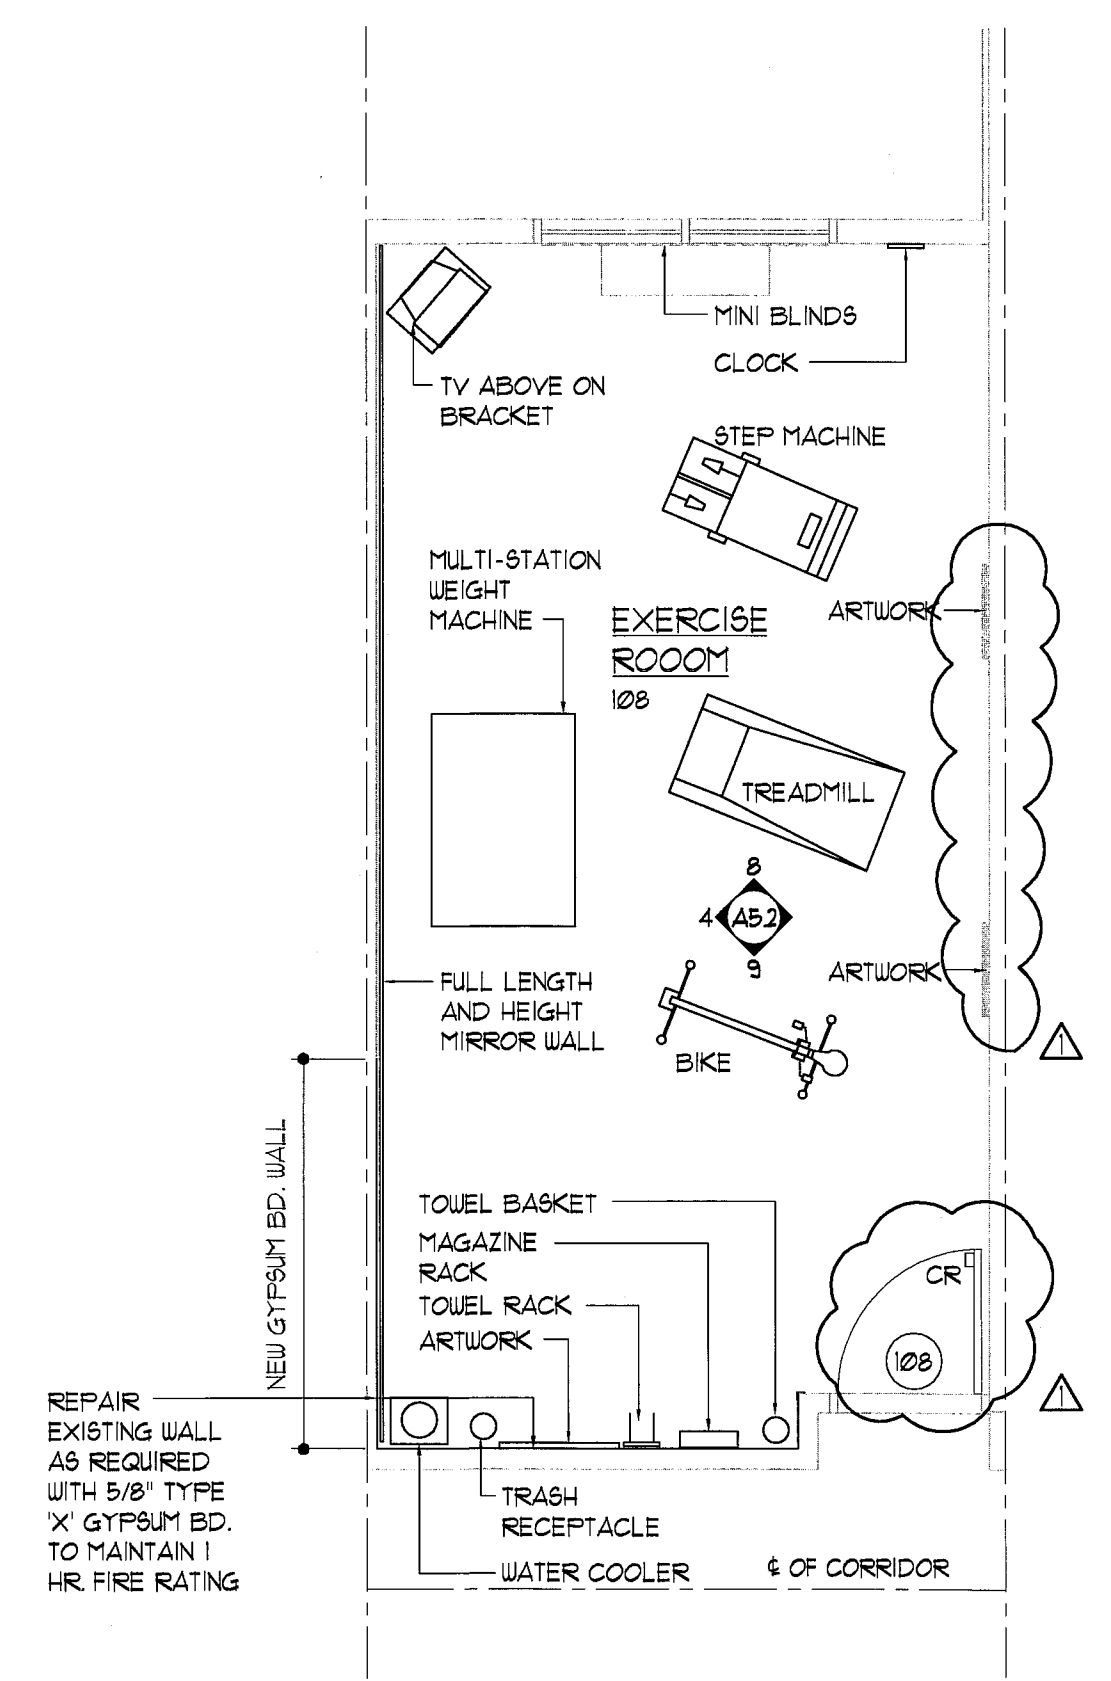 MINI BLINDS
CLOCK
TV ABOVE ON
BRACKET
STEP MACHINE
MULTI-STATION
WEIGHT
MACHINE
EXERCISE
ROOOM
108
ARTWORK
TREADMILL
8
4 A5.2
9
ARTWORK
FULL LENGTH
AND HEIGHT
MIRROR WALL
1
BIKE
NEW GYPSUM BD. WALL
TOWEL BASKET
MAGAZINE
RACK
TOWEL RACK
ARTWORK
CR
108
1
REPAIR
EXISTING WALL
AS REQUIRED
WITH 5/8" TYPE
'X' GYPSUM BD.
TO MAINTAIN 1
HR. FIRE RATING
TRASH
RECEPTACLE
WATER COOLER
℄ OF CORRIDOR